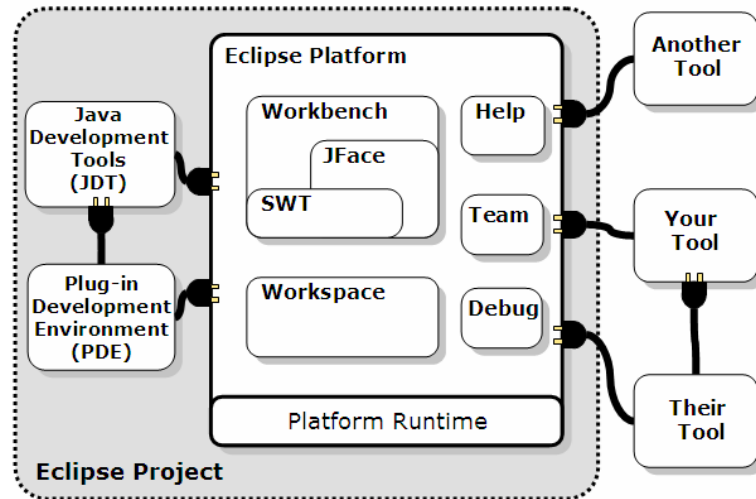 Eclipse Platform
Another
Tool
Java
Development
Tools
(JDT)
Workbench
JFace
SWT
Help
Team
Your
Tool
Plug-in
Development
Environment
(PDE)
Workspace
Debug
Their
Tool
Platform Runtime
Eclipse Project